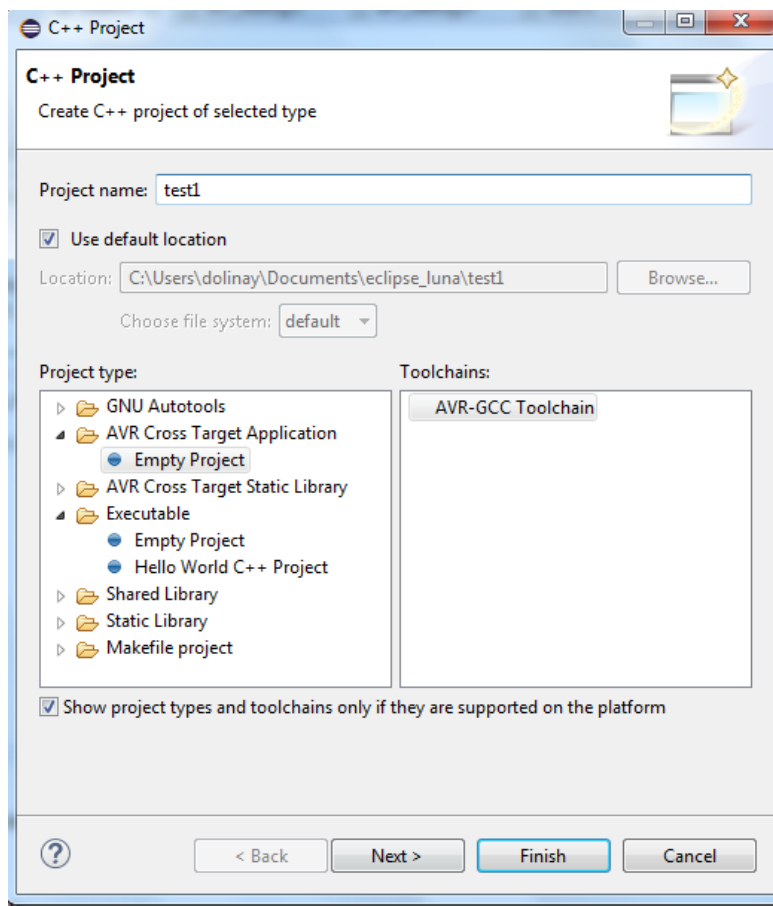 C++ Project
C++ Project
Create C++ project of selected type
Project name: test1
Use default location
Location: C:\Users\dolinay\Documents\eclipse_luna\test1 Browse...
Choose file system: default
Project type: Toolchains:
GNU Autotools AVR-GCC Toolchain
AVR Cross Target Application
Empty Project
AVR Cross Target Static Library
Executable
Empty Project
Hello World C++ Project
Shared Library
Static Library
Makefile project
Show project types and toolchains only if they are supported on the platform
? < Back Next > Finish Cancel